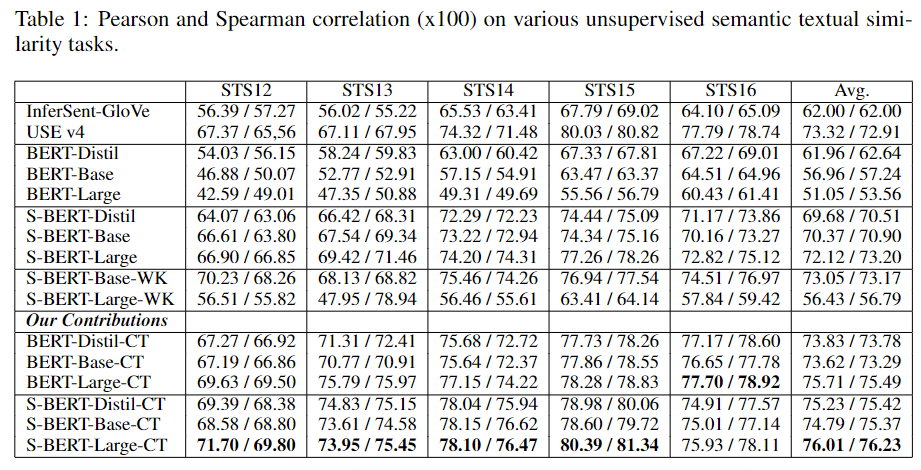 Table 1: Pearson and Spearman correlation (x100) on various unsupervised semantic textual simi-
larity tasks.
STS12 STS13 STS14 STS15 STS16 Avg.
InferSent-GloVe 56.39 / 57.27 56.02 / 55.22 65.53 / 63.41 67.79 / 69.02 64.10 / 65.09 62.00 / 62.00
USE v4 67.37 / 65,56 67.11 / 67.95 74.32 / 71.48 80.03 / 80.82 77.79 / 78.74 73.32 / 72.91
BERT-Distil 54.03 / 56.15 58.24 / 59.83 63.00 / 60.42 67.33 / 67.81 67.22 / 69.01 61.96 / 62.64
BERT-Base 46.88 / 50.07 52.77 / 52.91 57.15 / 54.91 63.47 / 63.37 64.51 / 64.96 56.96 / 57.24
BERT-Large 42.59 / 49.01 47.35 / 50.88 49.31 / 49.69 55.56 / 56.79 60.43 / 61.41 51.05 / 53.56
S-BERT-Distil 64.07 / 63.06 66.42 / 68.31 72.29 / 72.23 74.44 / 75.09 71.17 / 73.86 69.68 / 70.51
S-BERT-Base 66.61 / 63.80 67.54 / 69.34 73.22 / 72.94 74.34 / 75.16 70.16 / 73.27 70.37 / 70.90
S-BERT-Large 66.90 / 66.85 69.42 / 71.46 74.20 / 74.31 77.26 / 78.26 72.82 / 75.12 72.12 / 73.20
S-BERT-Base-WK 70.23 / 68.26 68.13 / 68.82 75.46 / 74.26 76.94 / 77.54 74.51 / 76.97 73.05 / 73.17
S-BERT-Large-WK 56.51 / 55.82 47.95 / 78.94 56.46 / 55.61 63.41 / 64.14 57.84 / 59.42 56.43 / 56.79
Our Contributions
BERT-Distil-CT 67.27 / 66.92 71.31 / 72.41 75.68 / 72.72 77.73 / 78.26 77.17 / 78.60 73.83 / 73.78
BERT-Base-CT 67.19 / 66.86 70.77 / 70.91 75.64 / 72.37 77.86 / 78.55 76.65 / 77.78 73.62 / 73.29
BERT-Large-CT 69.63 / 69.50 75.79 / 75.97 77.15 / 74.22 78.28 / 78.83 77.70 / 78.92 75.71 / 75.49
S-BERT-Distil-CT 69.39 / 68.38 74.83 / 75.15 78.04 / 75.94 78.98 / 80.06 74.91 / 77.57 75.23 / 75.42
S-BERT-Base-CT 68.58 / 68.80 73.61 / 74.58 78.15 / 76.62 78.60 / 79.72 75.01 / 77.14 74.79 / 75.37
S-BERT-Large-CT 71.70 / 69.80 73.95 / 75.45 78.10 / 76.47 80.39 / 81.34 75.93 / 78.11 76.01 / 76.23